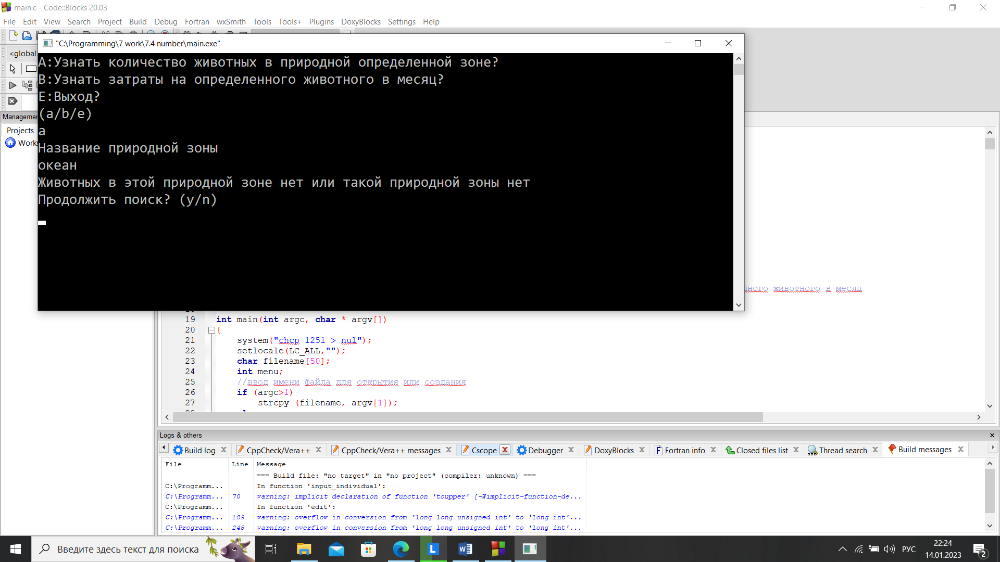 main.c - Code::Blocks 20.03
File Edit View Search Project Build Debug Fortran wxSmith Tools Tools+ Plugins DoxyBlocks Settings Help
"C:\Programming\7 work\7.4 number\main.exe"
<global
А:Узнать количество животных в природной определенной зоне?
В:Узнать затраты на определенного животного в месяц?
Е:Выход?
(a/b/e)
a
Название природной зоны
океан
Животных в этой природной зоне нет или такой природной зоны нет
Продолжить поиск? (y/n)
Projects
животного в месяц
19 int main(int argc, char * argv[])
20 {
21 system("chcp 1251 > nul");
22 setlocale(LC_ALL,"");
23 char filename[50];
24 int menu;
25 //ввод имени файла для открытия или создания
26 if (argc>1)
27 strcpy (filename, argv[1]);
Logs & others
Build log CppCheck/Vera++ CppCheck/Vera++ messages Cscope Debugger DoxyBlocks Fortran info Closed files list Thread search Build messages
File Line Message
=== Build file: "no target" in "no project" (compiler: unknown) ===
C:\Programm... In function 'input_individual':
C:\Programm... 70 warning: implicit declaration of function 'toupper' [-Wimplicit-function-de...
C:\Programm... In function 'edit':
C:\Programm... 189 warning: overflow in conversion from 'long long unsigned int' to 'long int'...
C:\Programm... 248 warning: overflow in conversion from 'long long unsigned int' to 'long int'...
Введите здесь текст для поиска
РУС
22:24
14.01.2023
2